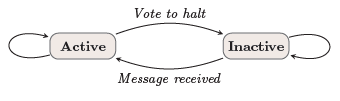 Vote to halt
Active
Inactive
Message received